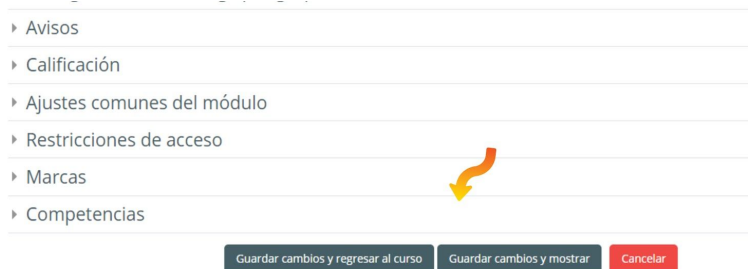 Avisos
Calificación
Ajustes comunes del módulo
Restricciones de acceso
Marcas
Competencias
Guardar cambios y regresar al curso Guardar cambios y mostrar Cancelar